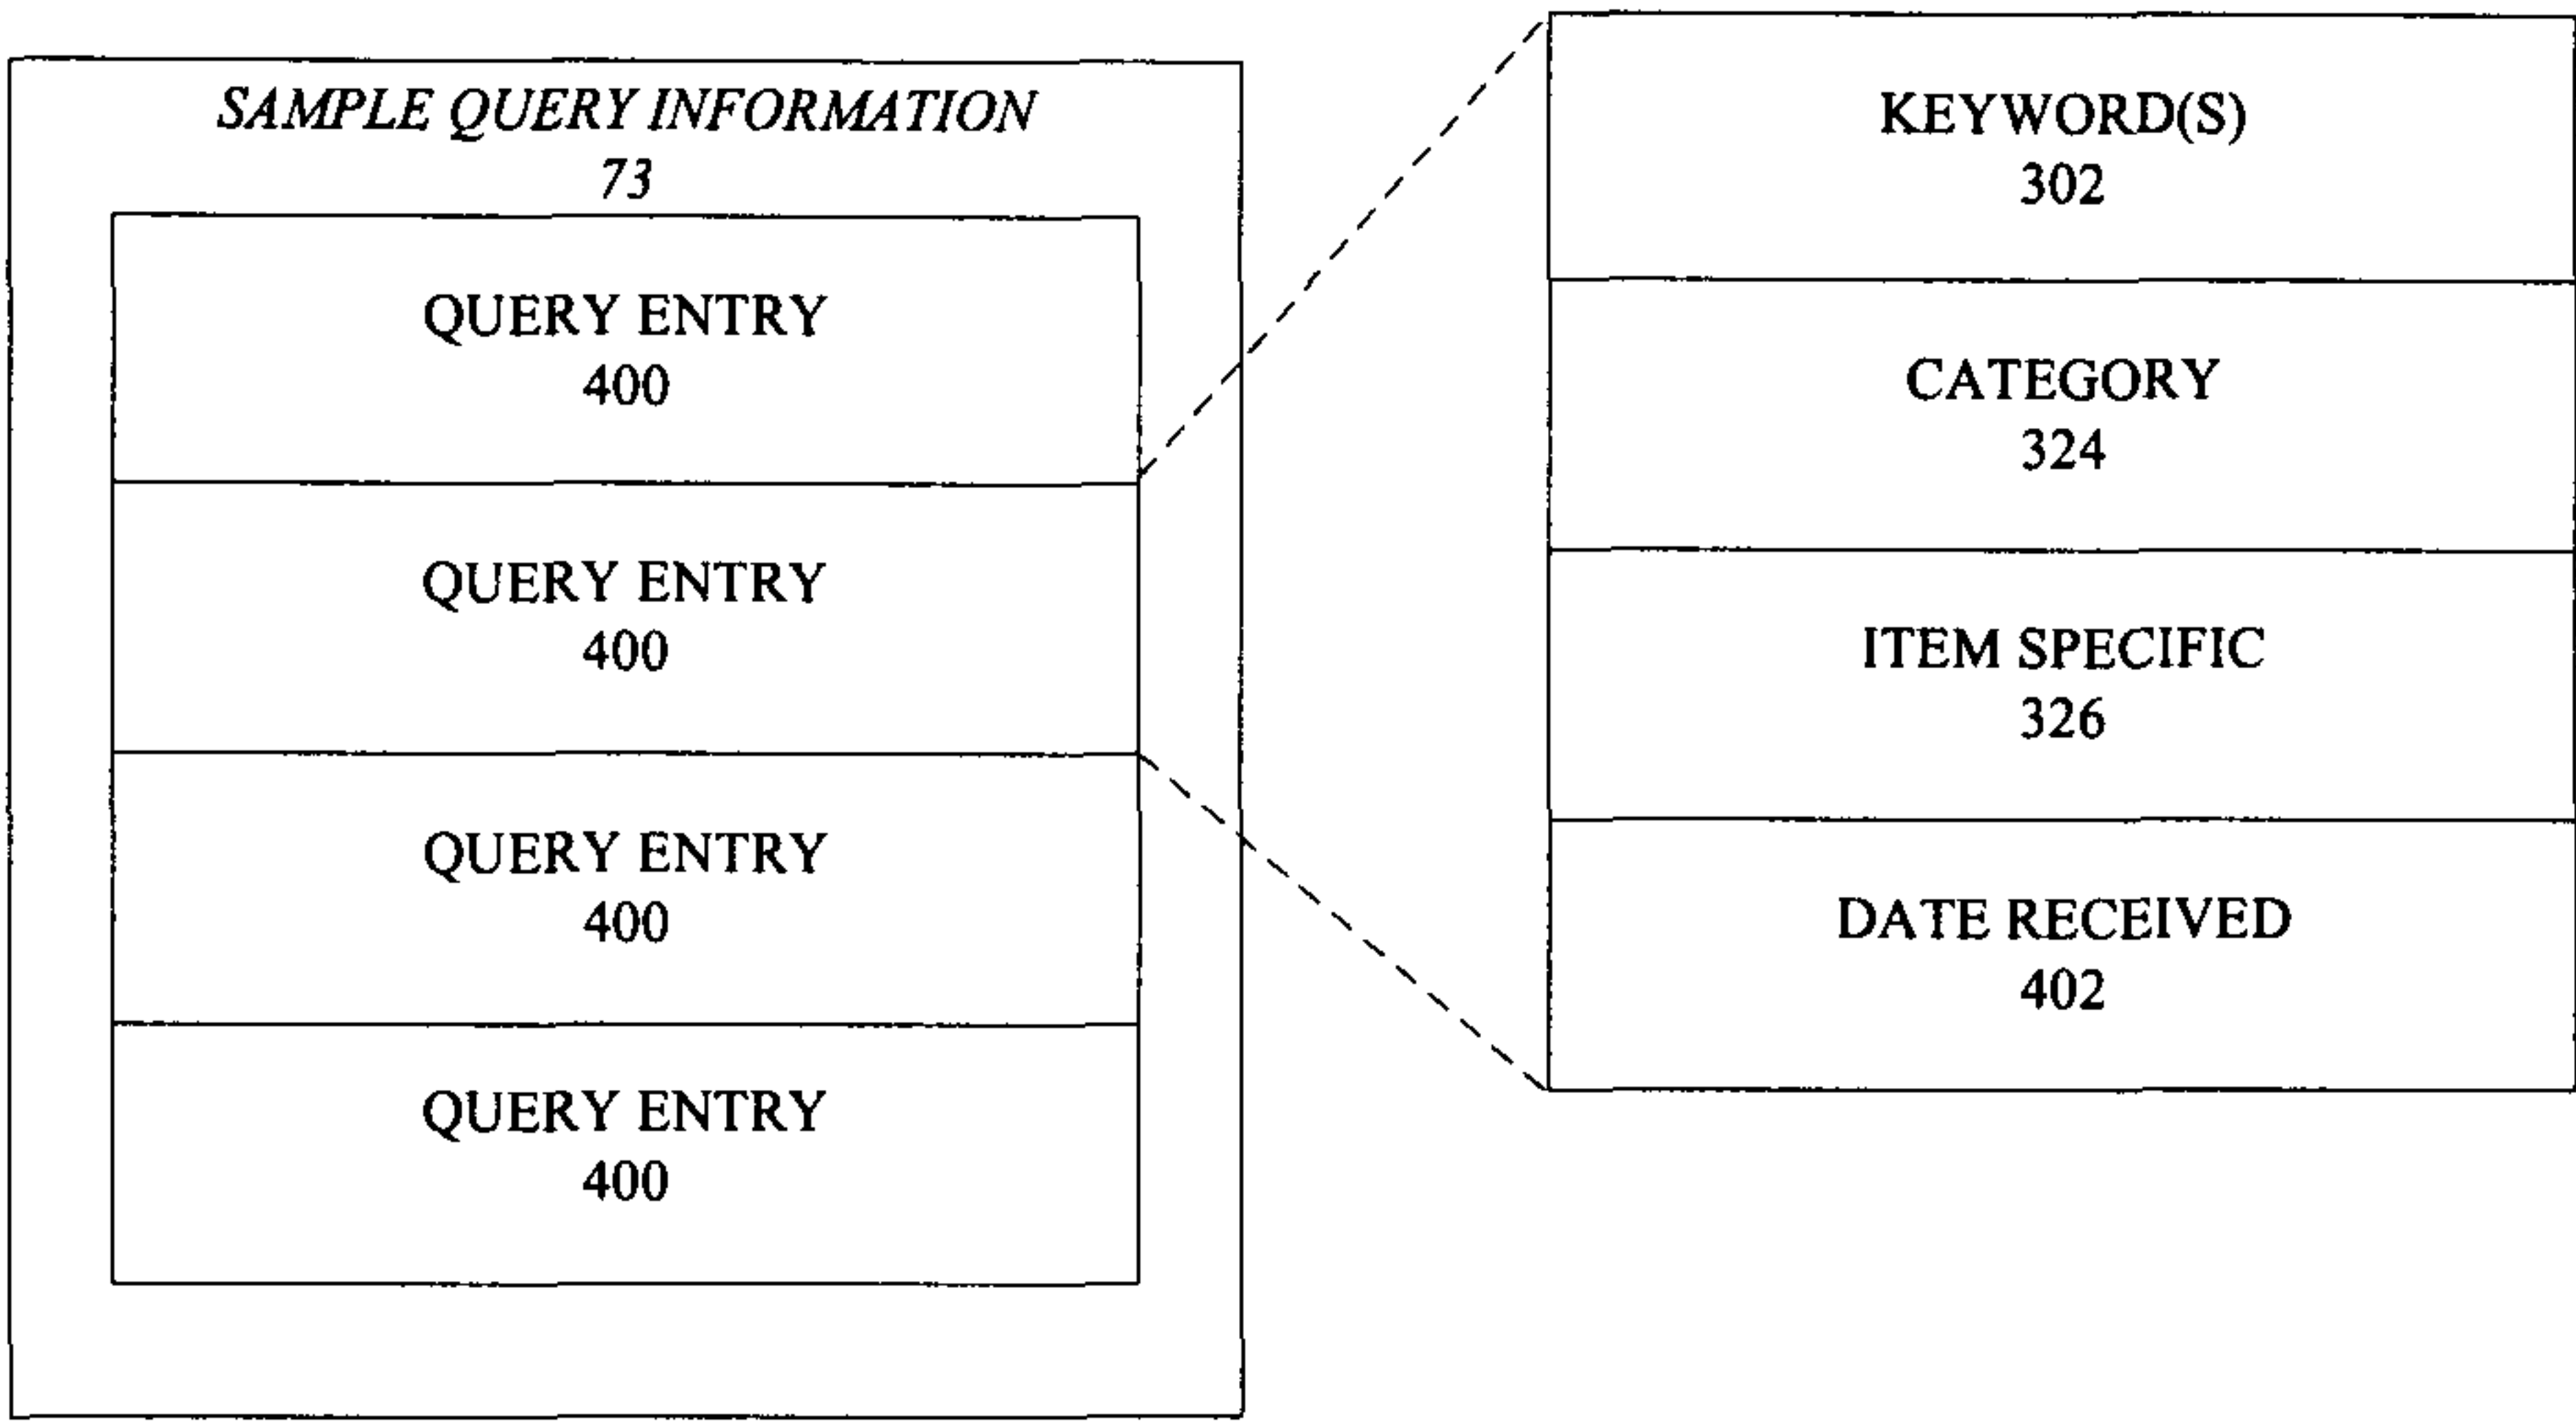 SAMPLE QUERY INFORMATION
73
QUERY ENTRY
400
QUERY ENTRY
400
QUERY ENTRY
400
QUERY ENTRY
400
KEYWORD(S)
302
CATEGORY
324
ITEM SPECIFIC
326
DATE RECEIVED
402